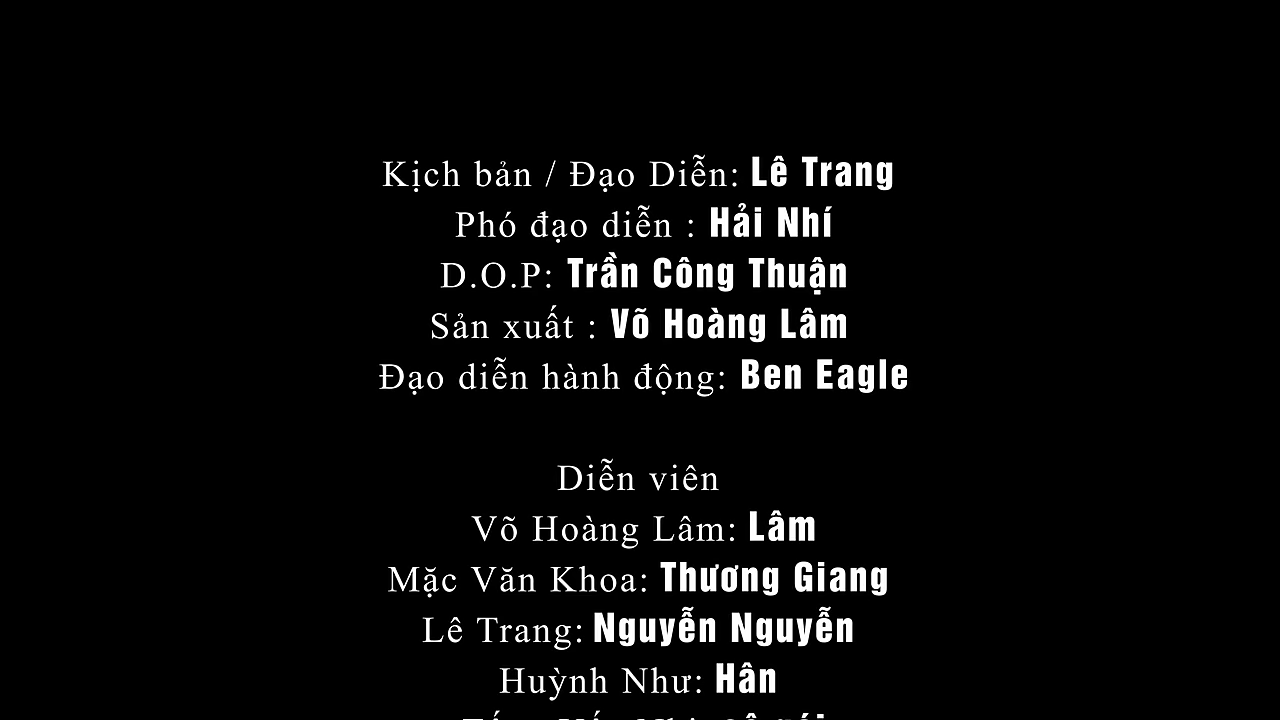 Kịch bản / Đạo Diễn: Lê Trang
Phó đạo diễn : Hải Nhí
D.O.P: Trần Công Thuận
Sản xuất : Võ Hoàng Lâm
Đạo diễn hành động: Ben Eagle
Diễn viên
Võ Hoàng Lâm: Lâm
Mặc Văn Khoa: Thương Giang
Lê Trang: Nguyễn Nguyễn
Huỳnh Như: Hân